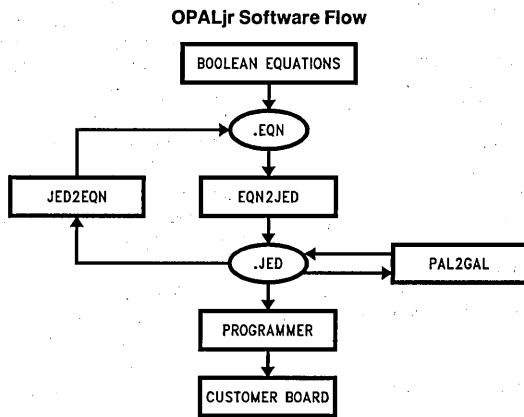 OPALjr Software Flow
BOOLEAN EQUATIONS
.EQN
JED2EQN
EQN2JED
.JED
PAL2GAL
PROGRAMMER
CUSTOMER BOARD